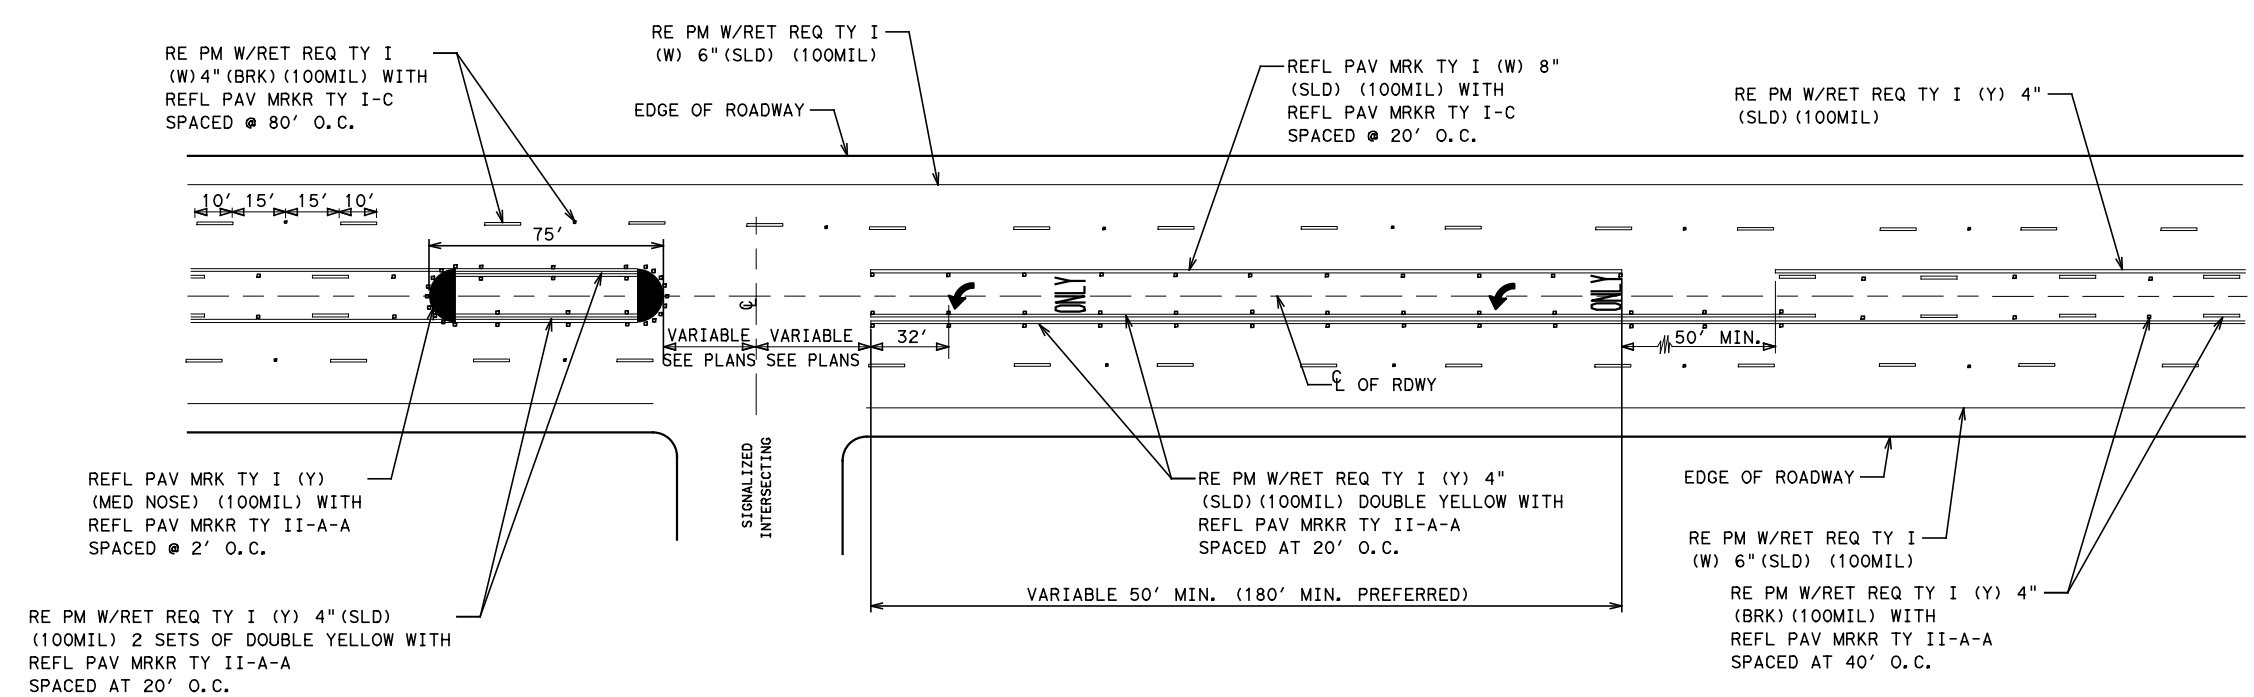 RE PM W/RET REQ TY I
(W)4"(BRK)(100MIL) WITH
REFL PAV MRKR TY I-C
SPACED @ 80' O.C.
RE PM W/RET REQ TY I
(W) 6"(SLD) (100MIL)
EDGE OF ROADWAY
REFL PAV MRK TY I (W) 8"
(SLD) (100MIL) WITH
REFL PAV MRKR TY I-C
SPACED @ 20' O.C.
RE PM W/RET REQ TY I (Y) 4"
(SLD)(100MIL)
10' 15' 15' 10'
75'
ONLY
ONLY
℄
VARIABLE VARIABLE
SEE PLANS SEE PLANS
32'
50' MIN.
℄ OF RDWY
SIGNALIZED
INTERSECTING
REFL PAV MRK TY I (Y)
(MED NOSE) (100MIL) WITH
REFL PAV MRKR TY II-A-A
SPACED @ 2' O.C.
RE PM W/RET REQ TY I (Y) 4"
(SLD)(100MIL) DOUBLE YELLOW WITH
REFL PAV MRKR TY II-A-A
SPACED AT 20' O.C.
EDGE OF ROADWAY
RE PM W/RET REQ TY I
(W) 6"(SLD) (100MIL)
VARIABLE 50' MIN. (180' MIN. PREFERRED)
RE PM W/RET REQ TY I (Y) 4"
(BRK)(100MIL) WITH
REFL PAV MRKR TY II-A-A
SPACED AT 40' O.C.
RE PM W/RET REQ TY I (Y) 4"(SLD)
(100MIL) 2 SETS OF DOUBLE YELLOW WITH
REFL PAV MRKR TY II-A-A
SPACED AT 20' O.C.